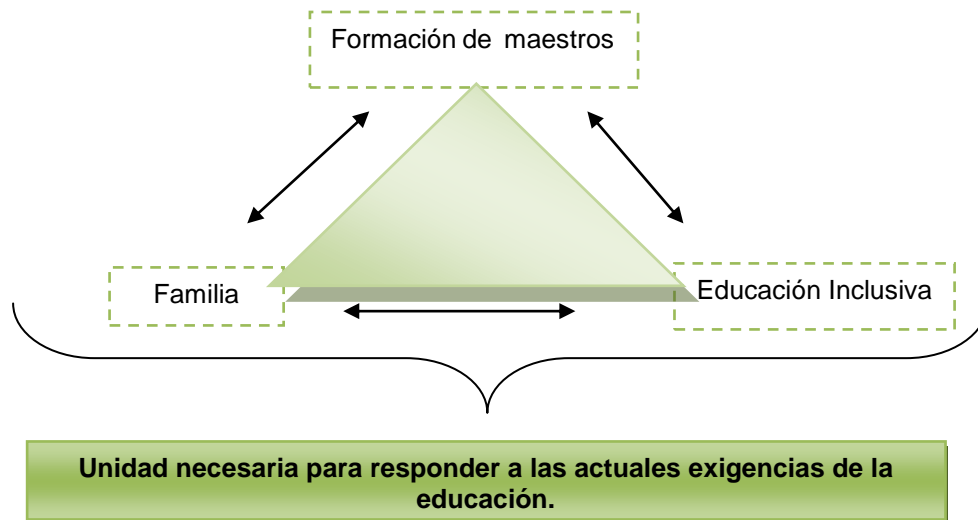 Formación de maestros
Familia
Educación Inclusiva
Unidad necesaria para responder a las actuales exigencias de la
educación.